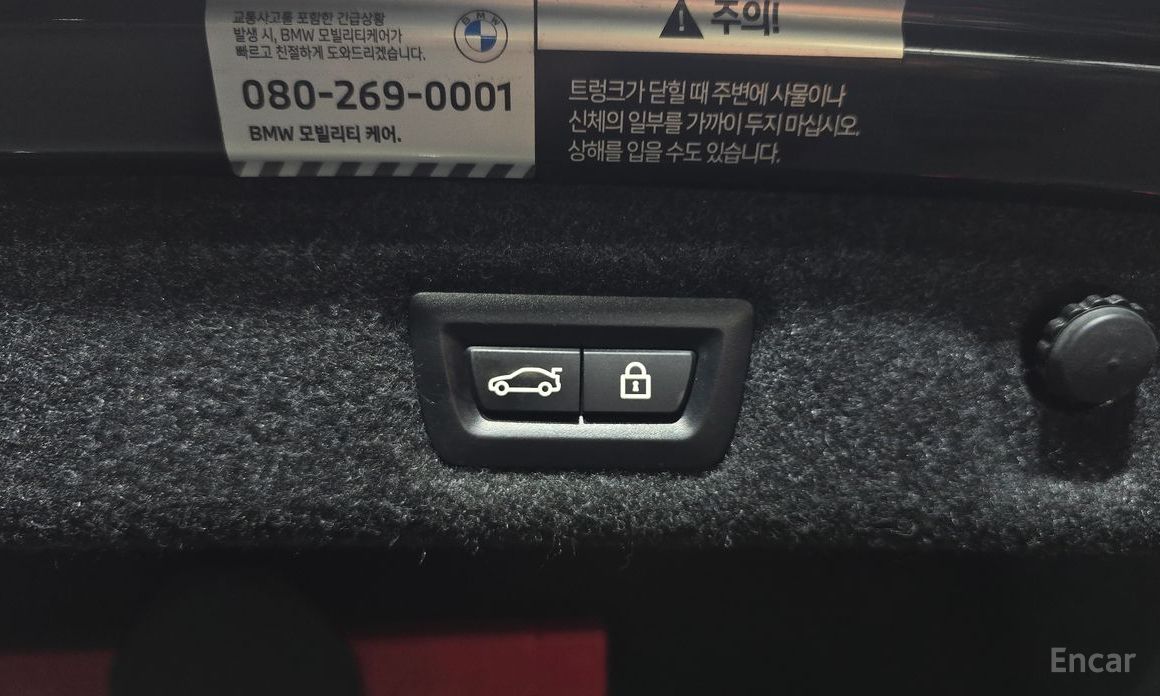 교통사고를 포함한 긴급상황
발생 시, BMW 모빌리티케어가
빠르고 친절하게 도와드리겠습니다.
BMW
080-269-0001
BMW 모빌리티 케어.
주의!
트렁크가 닫힐 때 주변에 사물이나
신체의 일부를 가까이 두지 마십시오.
상해를 입을 수도 있습니다.
Encar